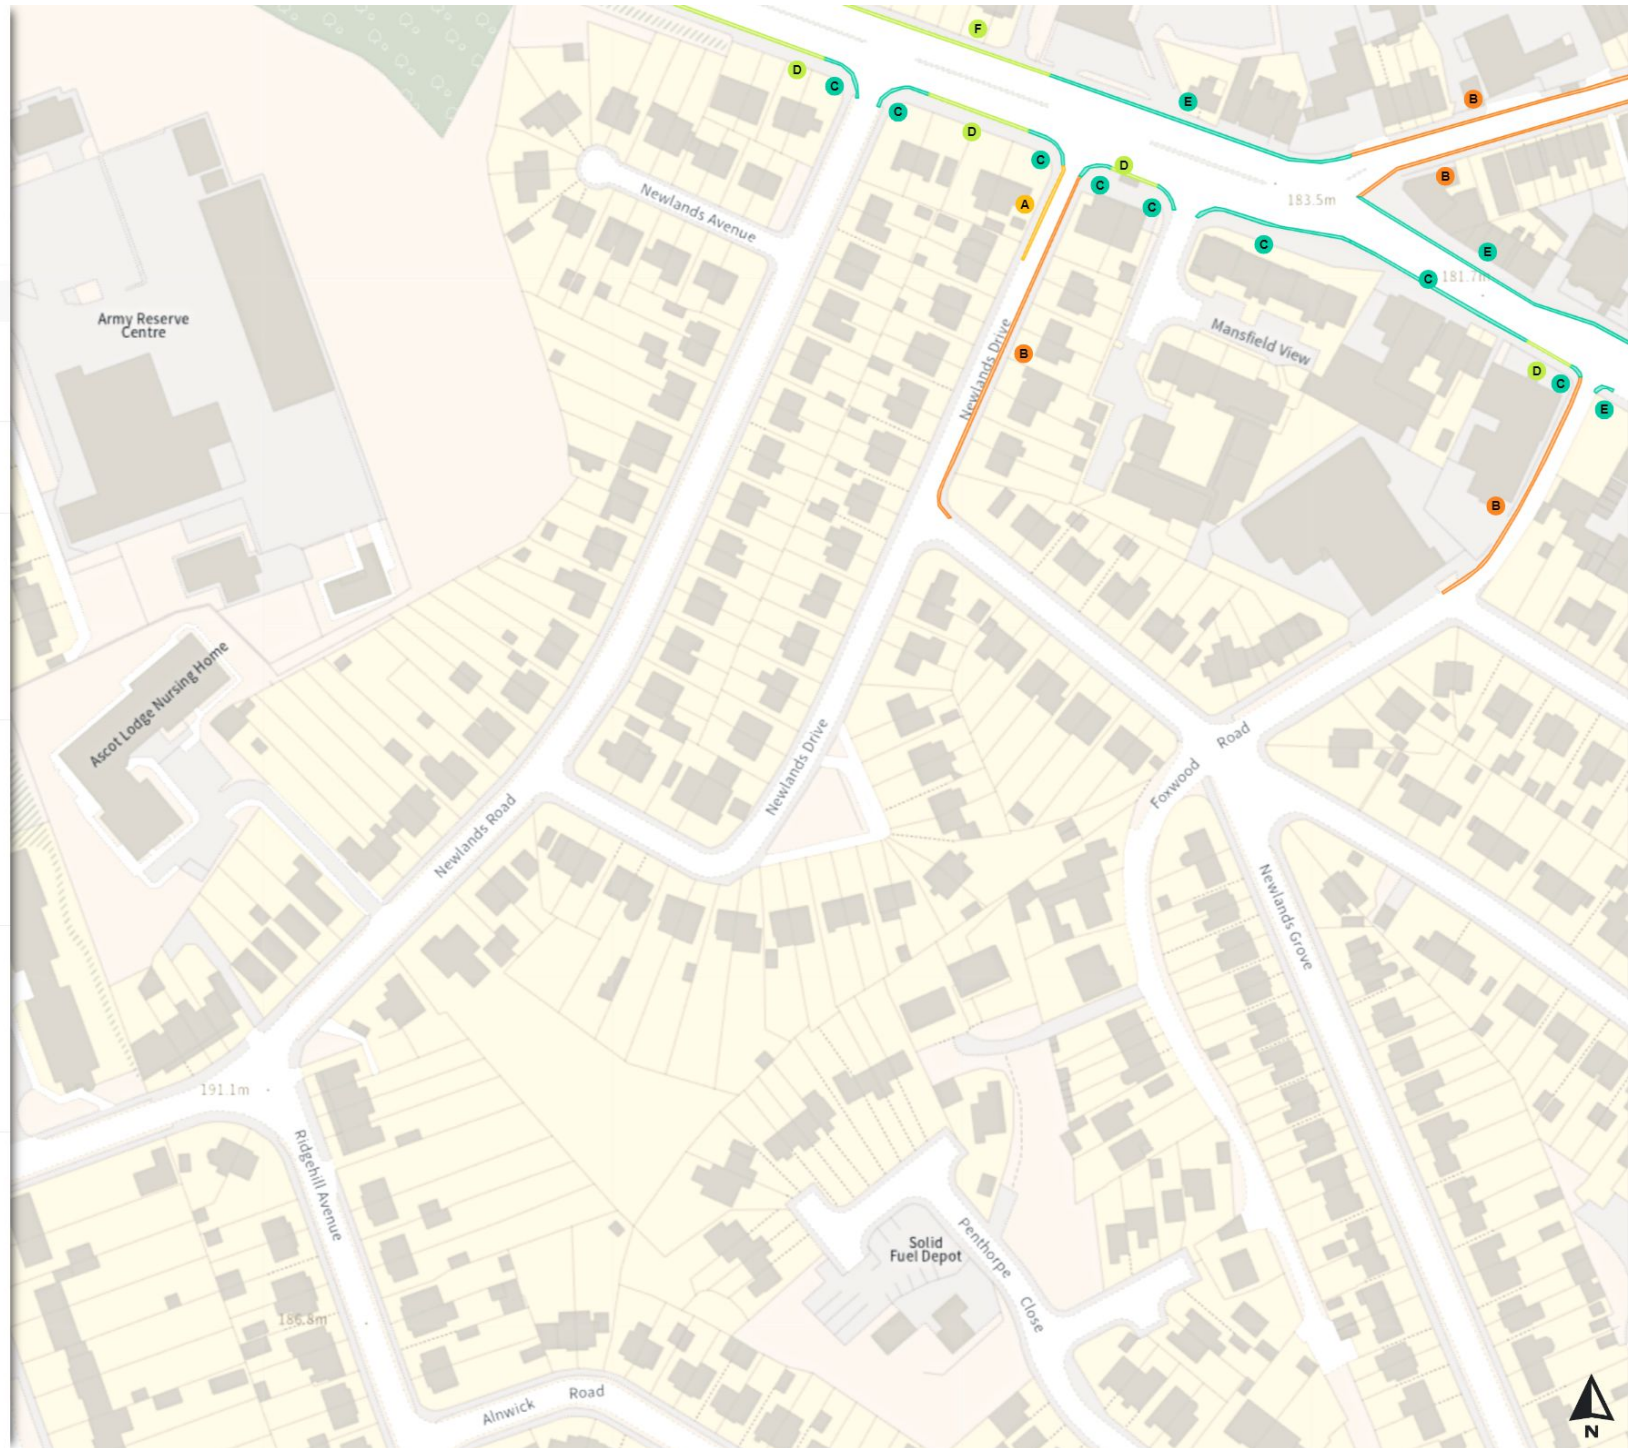 F
D
C
B
E
C
D
C
D
B
C
Newlands Avenue
A
C
183.5m
C
E
181.7m
C
Army Reserve
Centre
Mansfield View
B
Newlands Drive
D
C
E
B
Ascot Lodge Nursing Home
Newlands Drive
Foxwood
Road
Newlands Road
Newlands Grove
191.1m
Ridgehill Avenue
Solid
Fuel Depot
Penthorpe
Close
186.8m
Alnwick
Road
N